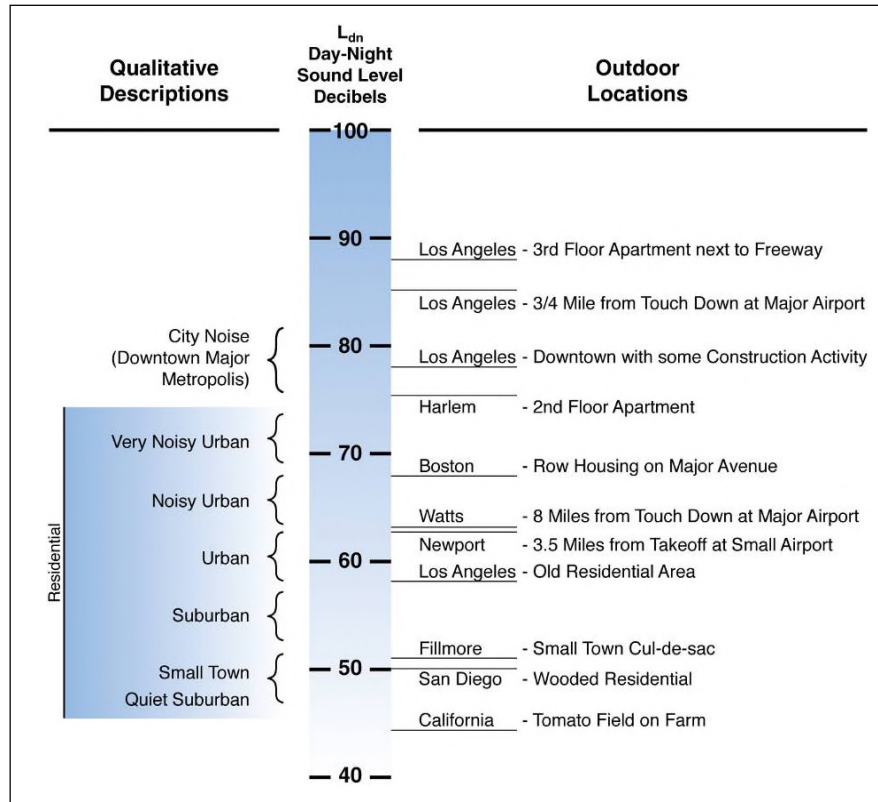 L_dn
Day-Night
Sound Level
Decibels
Qualitative
Descriptions
Outdoor
Locations
100
90
Los Angeles - 3rd Floor Apartment next to Freeway
Los Angeles - 3/4 Mile from Touch Down at Major Airport
City Noise
(Downtown Major
Metropolis)
80
Los Angeles - Downtown with some Construction Activity
Harlem - 2nd Floor Apartment
Very Noisy Urban
70
Boston - Row Housing on Major Avenue
Noisy Urban
Watts - 8 Miles from Touch Down at Major Airport
Newport - 3.5 Miles from Takeoff at Small Airport
Residential
Urban
60
Los Angeles - Old Residential Area
Suburban
Fillmore - Small Town Cul-de-sac
Small Town
50
San Diego - Wooded Residential
Quiet Suburban
California - Tomato Field on Farm
40